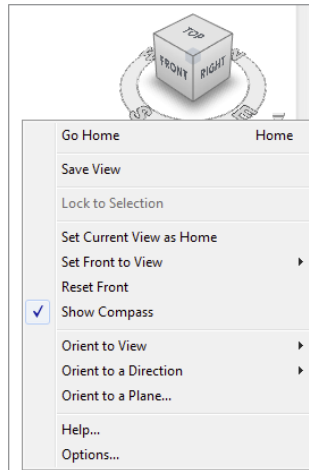 TOP
FRONT RIGHT
S E
Go Home Home
Save View
Lock to Selection
Set Current View as Home
Set Front to View
Reset Front
Show Compass
Orient to View
Orient to a Direction
Orient to a Plane...
Help...
Options...